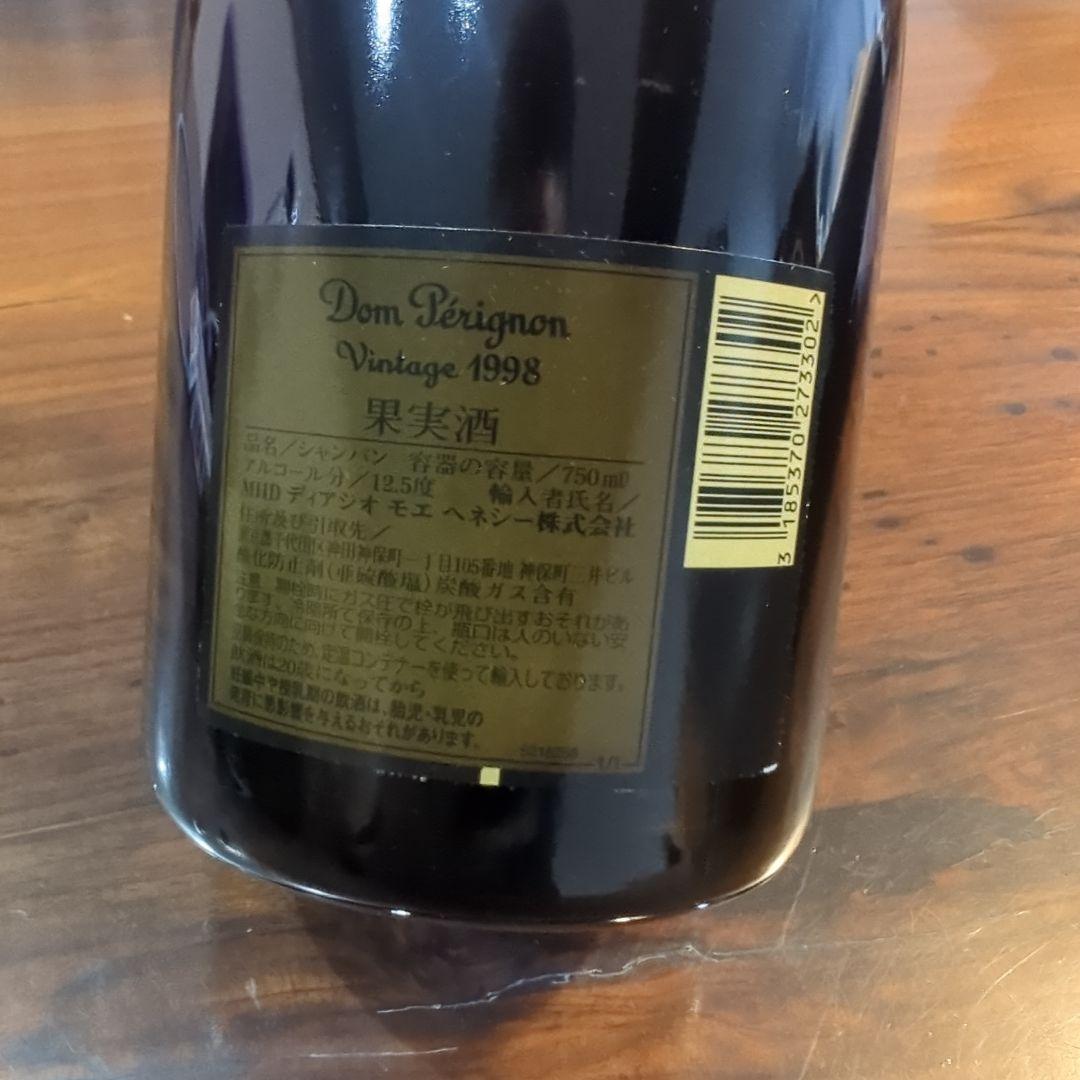 Dom Pérignon
Vintage 1998
果実酒
品名／シャンパン 容器の容量／750ml
アルコール分／12.5度 輸入者氏名／
MHD ディアジオ モエ ヘネシー株式会社
住所及び引取先／
東京都千代田区神田神保町一丁目105番地 神保町三井ビル
酸化防止剤(亜硫酸塩)炭酸ガス含有
注意 開栓時にガス圧で栓が飛び出すおそれがあ
ります。冷暗所で保存の上、瓶口は人のいない安
全な方向に向けて開栓してください。
品質保持のため、定温コンテナーを使って輸入しております。
飲酒は20歳になってから。
妊娠中や授乳期の飲酒は、胎児・乳児の
発育に悪影響を与えるおそれがあります。
3 185370 273302 >